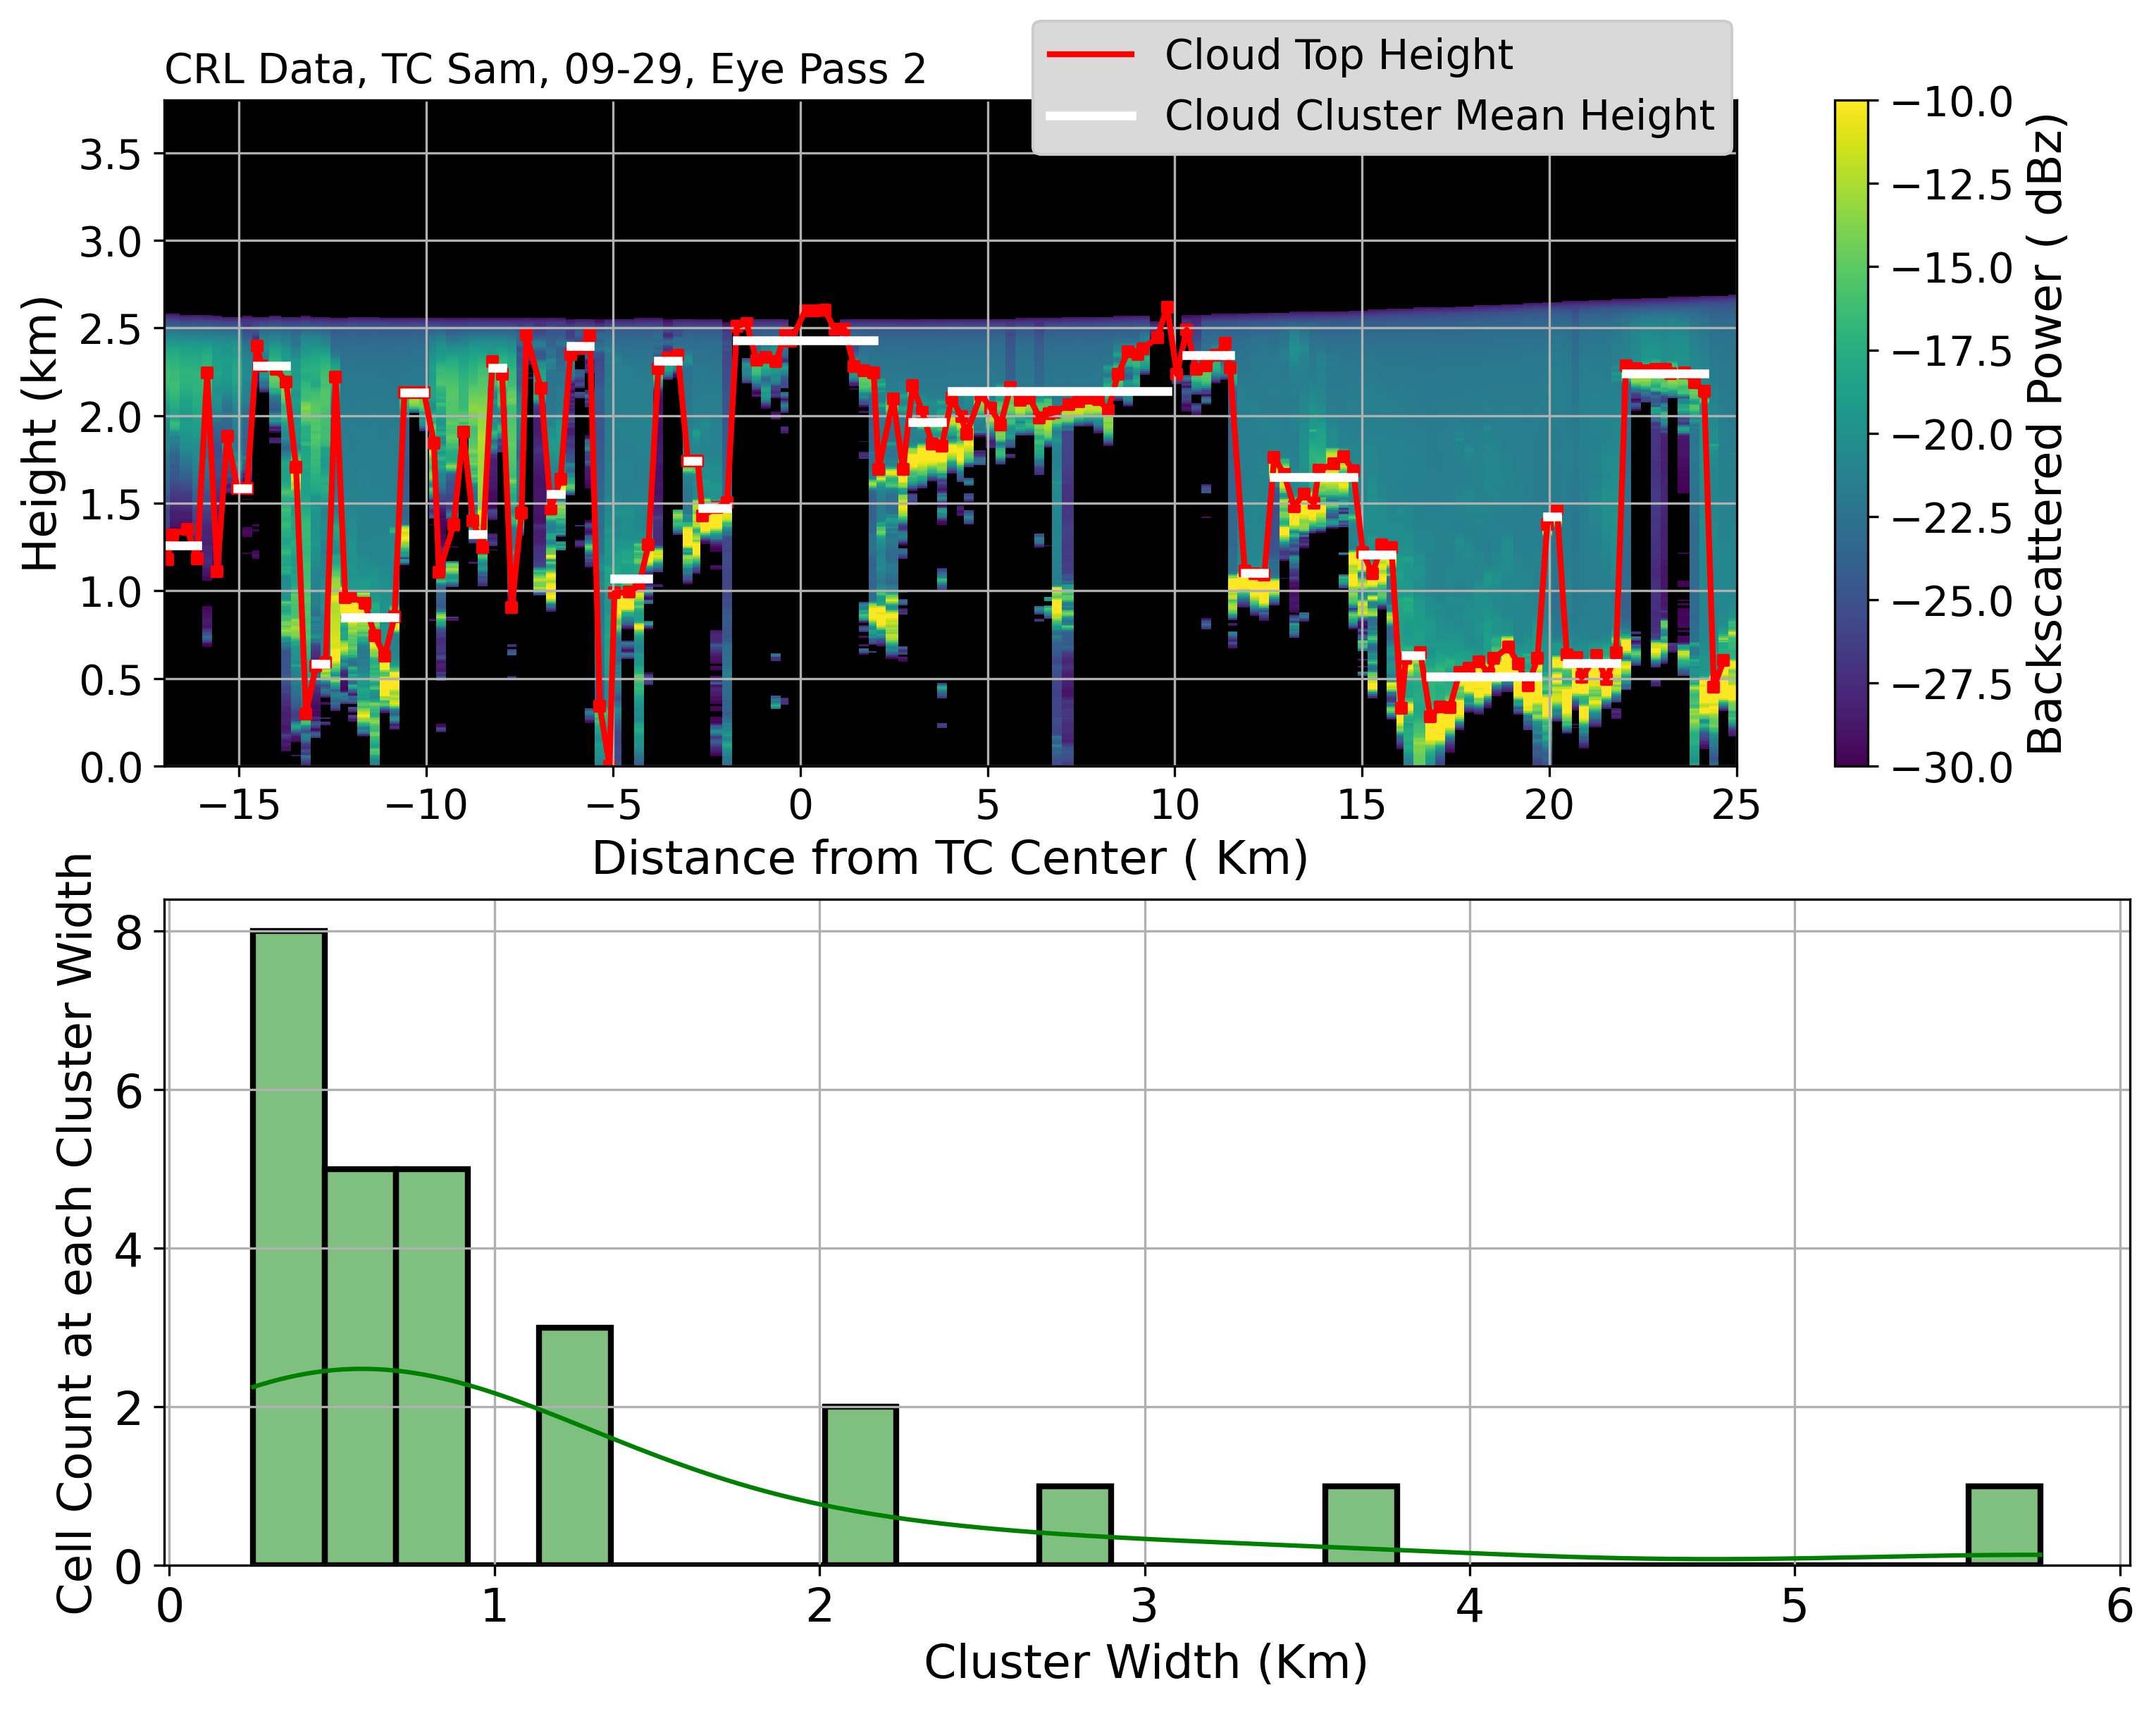 CRL Data, TC Sam, 09-29, Eye Pass 2
Cloud Top Height
Cloud Cluster Mean Height
Height (km)
3.5
3.0
2.5
2.0
1.5
1.0
0.5
0.0
−15 −10 −5 0 5 10 15 20 25
Distance from TC Center ( Km)
−10.0
−12.5
−15.0
−17.5
−20.0
−22.5
−25.0
−27.5
−30.0
Backscattered Power ( dBz)
Cell Count at each Cluster Width
8
6
4
2
0
0 1 2 3 4 5 6
Cluster Width (Km)